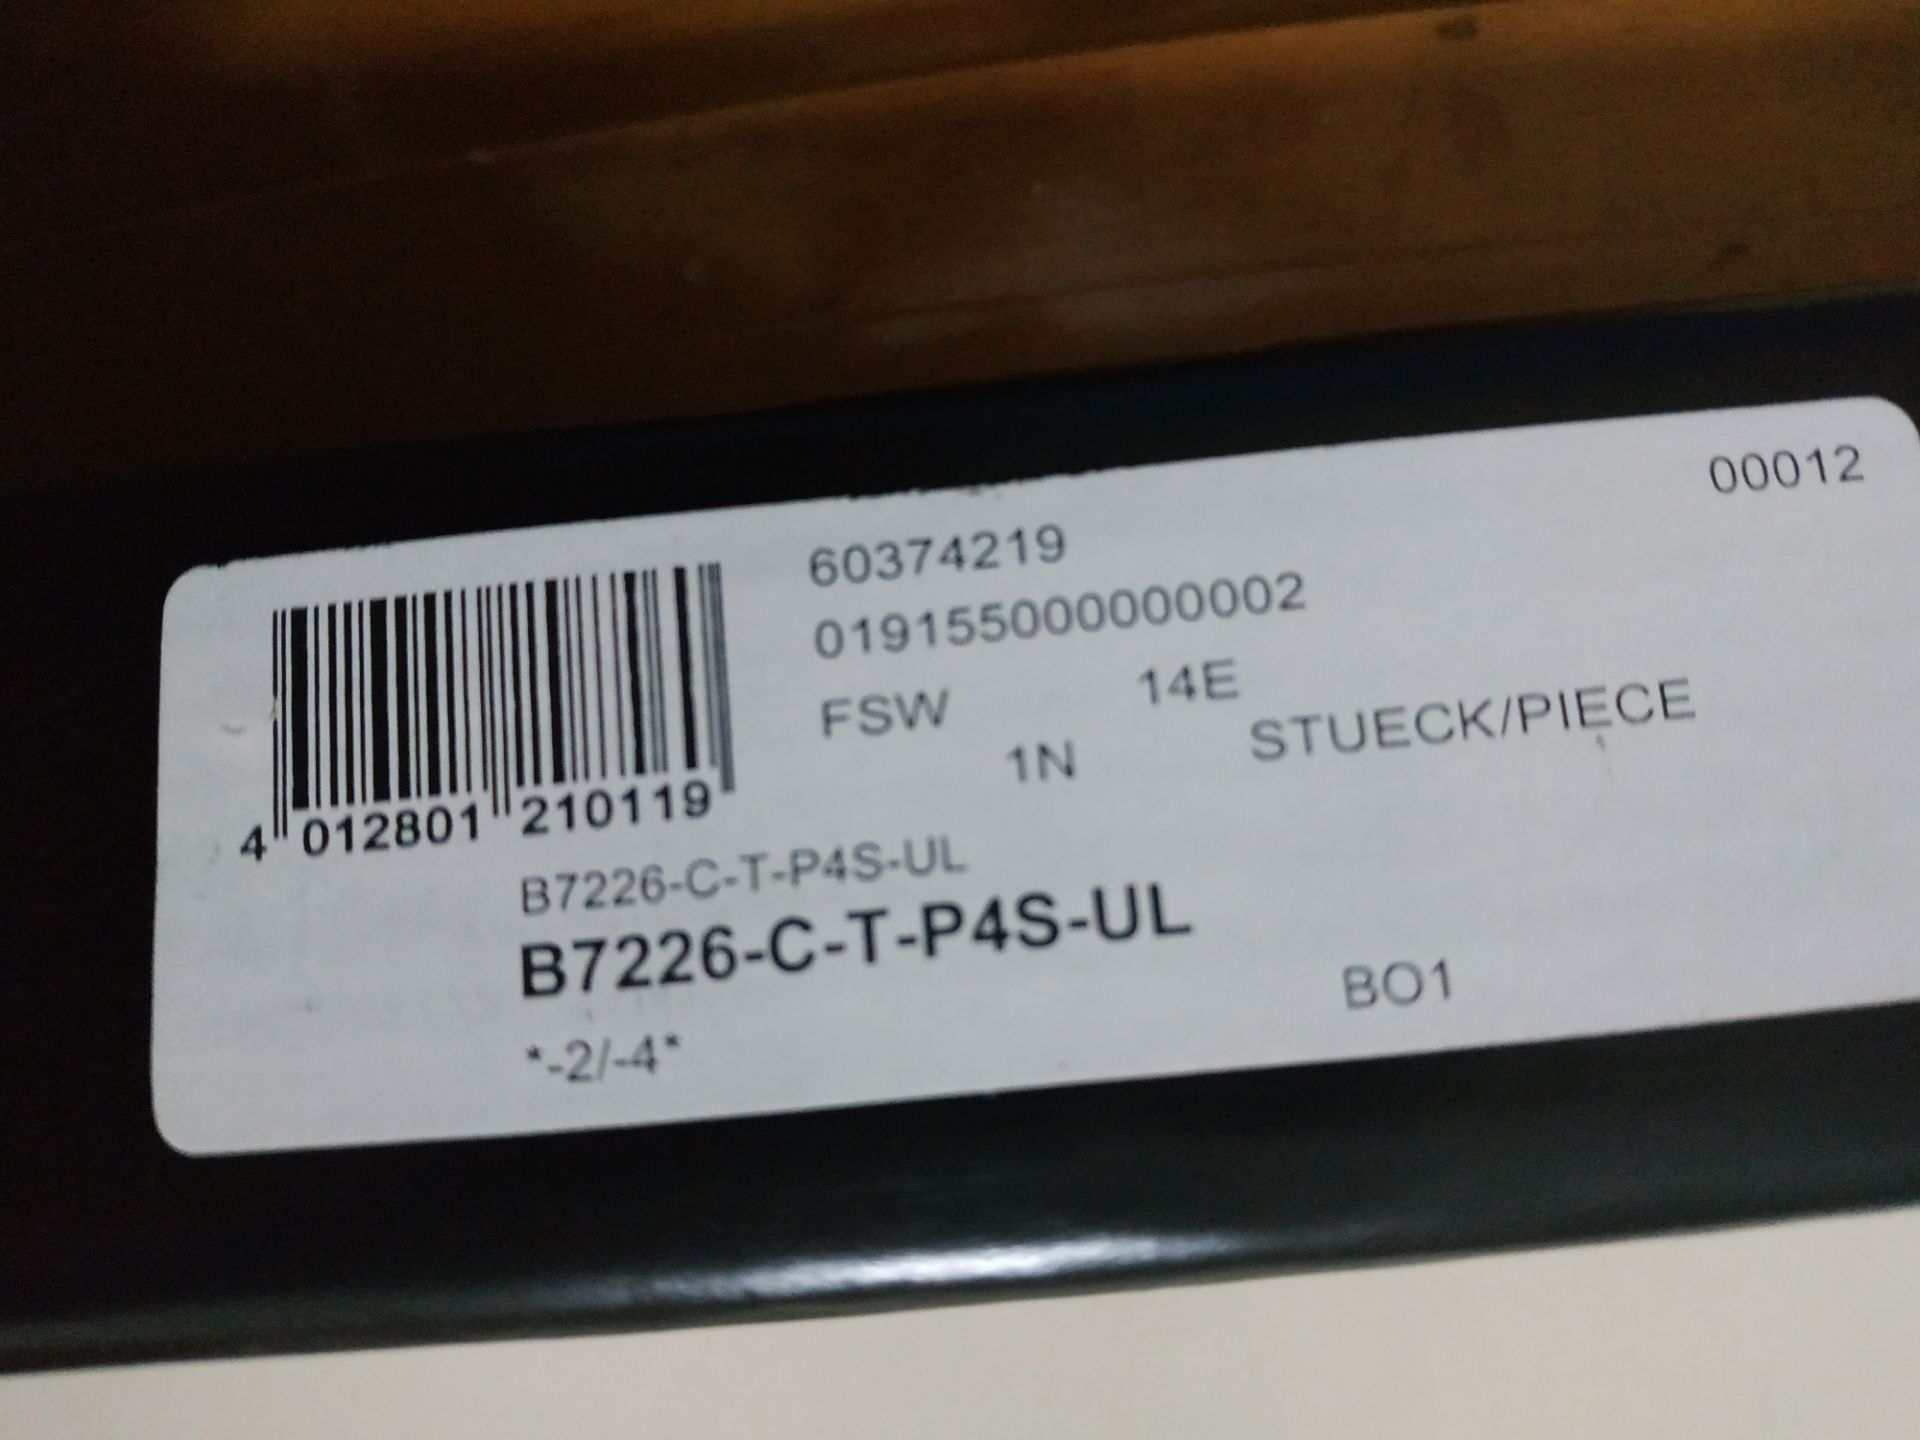 00012
60374219
019155000000002
FSW 14E
1N STUECK/PIECE
4 012801 210119
B7226-C-T-P4S-UL
B7226-C-T-P4S-UL
BO1
*-2/-4*